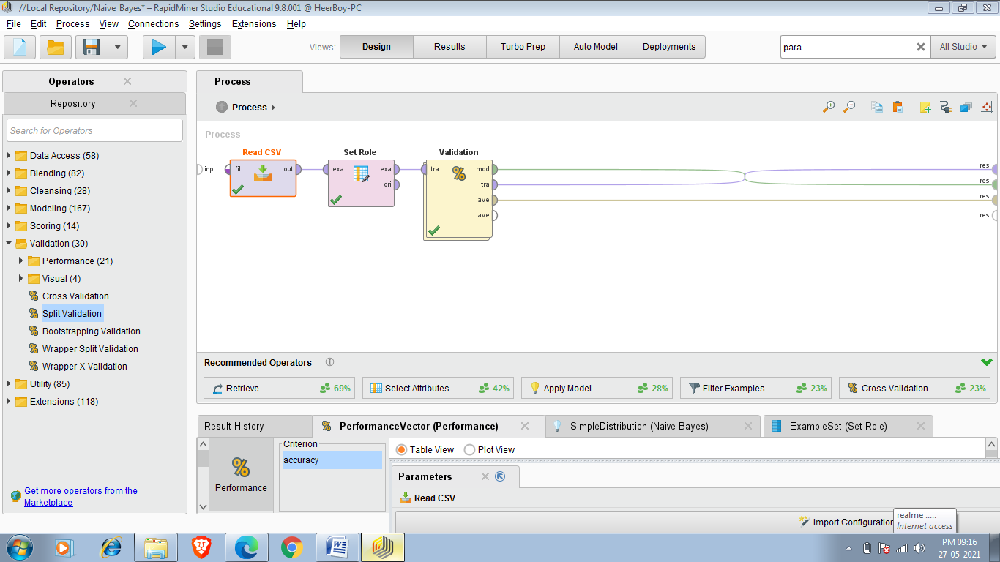 //Local Repository/Naive_Bayes* – RapidMiner Studio Educational 9.8.001 @ HeerBoy-PC
File Edit Process View Connections Settings Extensions Help
Views: Design Results Turbo Prep Auto Model Deployments para All Studio
Operators
Repository
Search for Operators
Data Access (58)
Blending (82)
Cleansing (28)
Modeling (167)
Scoring (14)
Validation (30)
Performance (21)
Visual (4)
Cross Validation
Split Validation
Bootstrapping Validation
Wrapper Split Validation
Wrapper-X-Validation
Utility (85)
Extensions (118)
Get more operators from the
Marketplace
Process
Process
Process
Read CSV Set Role Validation
inp fil out exa exa tra mod res
ori tra res
ave res
ave res
Recommended Operators
Retrieve 69% Select Attributes 42% Apply Model 28% Filter Examples 23% Cross Validation 23%
Result History PerformanceVector (Performance) SimpleDistribution (Naive Bayes) ExampleSet (Set Role)
Performance
Criterion
accuracy
Table View Plot View
Parameters
Read CSV
Import Configuration
realme .....
Internet access
PM 09:16
27-05-2021